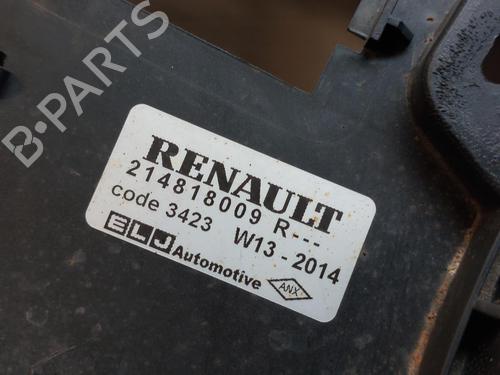 B-PARTS
RENAULT
214818009 R---
code 3423 W13-2014
ELJ Automotive
ANX